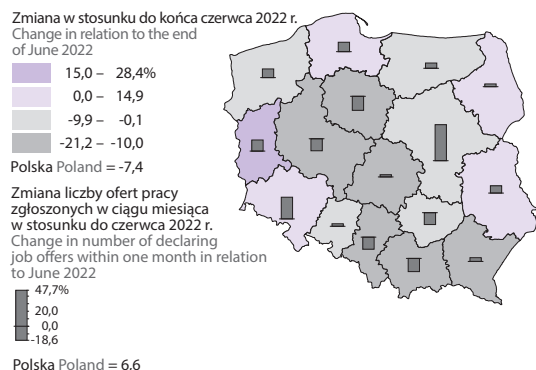 Zmiana w stosunku do końca czerwca 2022 r.
Change in relation to the end
of June 2022
15,0 – 28,4%
0,0 – 14,9
-9,9 – -0,1
-21,2 – -10,0
Polska Poland = -7,4
Zmiana liczby ofert pracy
zgłoszonych w ciągu miesiąca
w stosunku do czerwca 2022 r.
Change in number of declaring
job offers within one month in relation
to June 2022
47,7%
20,0
0,0
-18,6
Polska Poland = 6,6